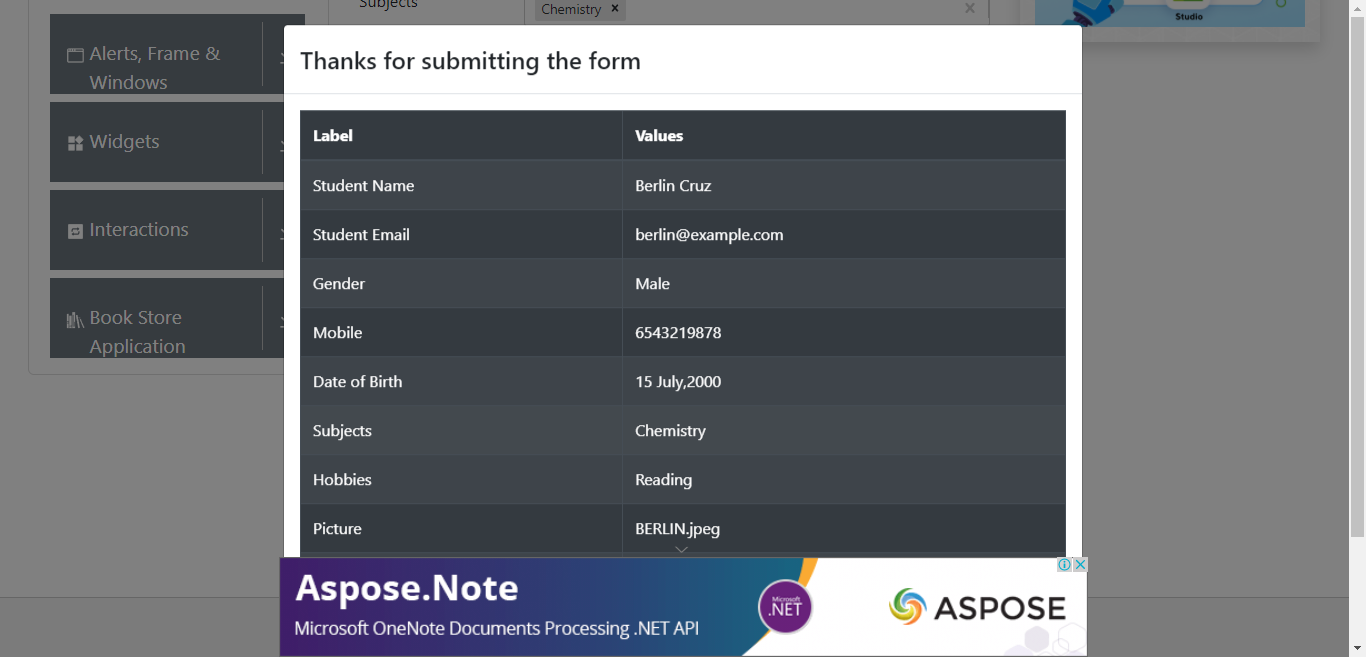 Subjects
Chemistry ×
×
Studio
Alerts, Frame &
Windows
Widgets
Interactions
Book Store
Application
Thanks for submitting the form
Label Values
Student Name Berlin Cruz
Student Email berlin@example.com
Gender Male
Mobile 6543219878
Date of Birth 15 July,2000
Subjects Chemistry
Hobbies Reading
Picture BERLIN.jpeg
Aspose.Note
Microsoft OneNote Documents Processing .NET API
Microsoft
.NET
ASPOSE